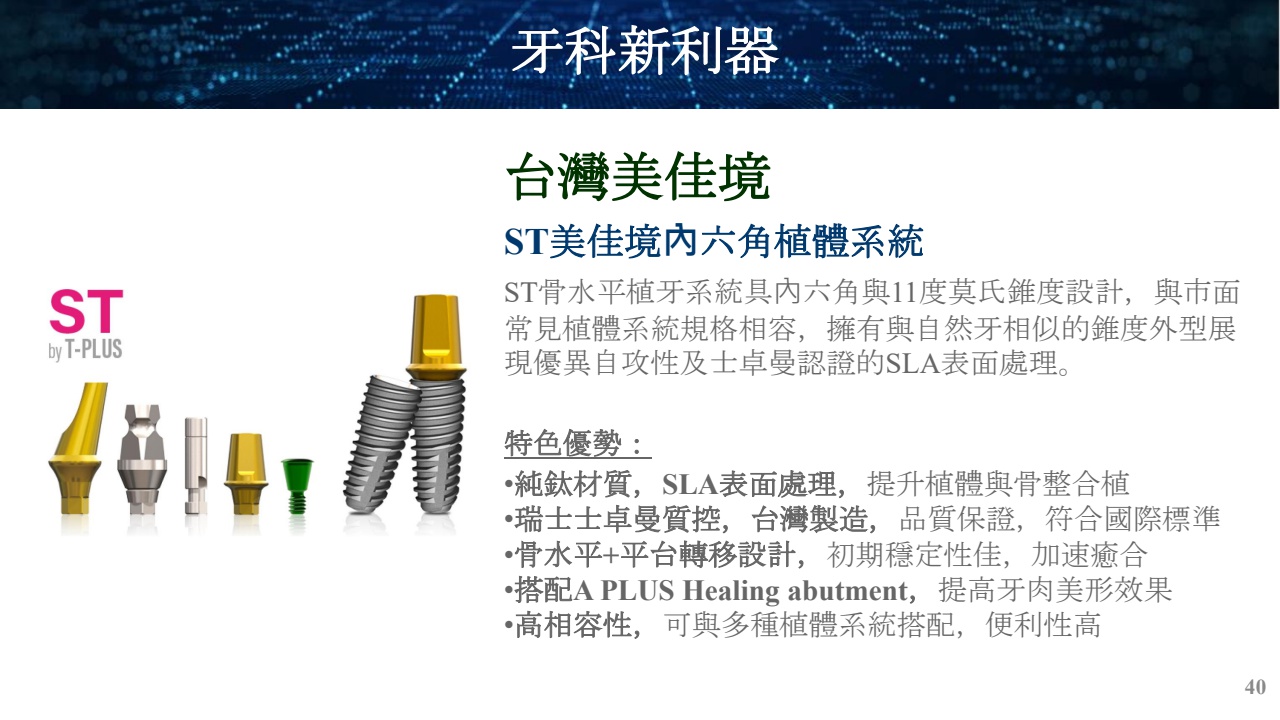 牙科新利器
台灣美佳境
ST美佳境內六角植體系統
ST骨水平植牙系統具內六角與11度莫氏錐度設計，與市面
常見植體系統規格相容，擁有與自然牙相似的錐度外型展
現優異自攻性及士卓曼認證的SLA表面處理。
ST
by T-PLUS
特色優勢：
•純鈦材質，SLA表面處理，提升植體與骨整合植
•瑞士士卓曼質控，台灣製造，品質保證，符合國際標準
•骨水平+平台轉移設計，初期穩定性佳，加速癒合
•搭配A PLUS Healing abutment，提高牙肉美形效果
•高相容性，可與多種植體系統搭配，便利性高
40